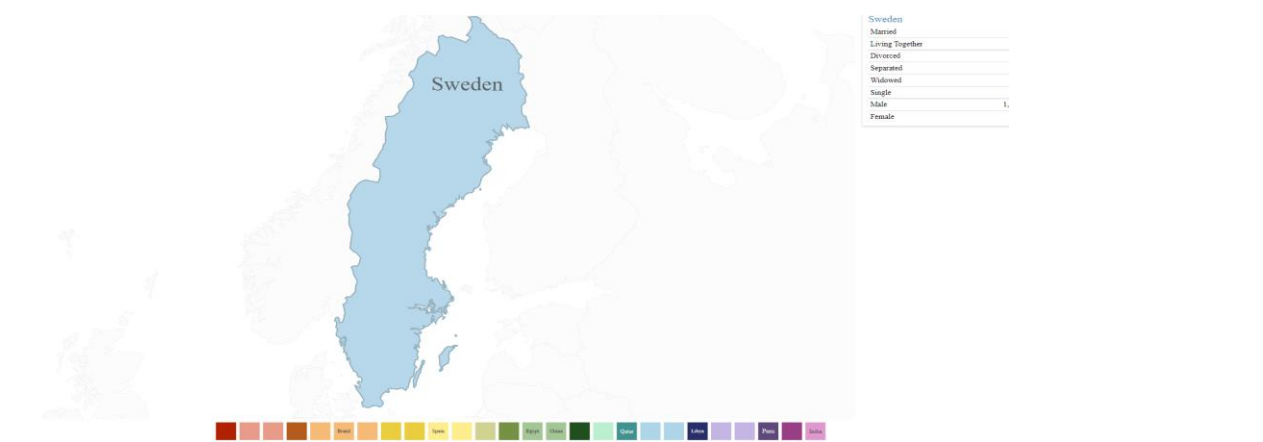 Sweden
Sweden
Married
Living Together
Divorced
Separated
Widowed
Single
Male 1,
Female
Brazil Spain Egypt Oman Qatar Libya Peru India